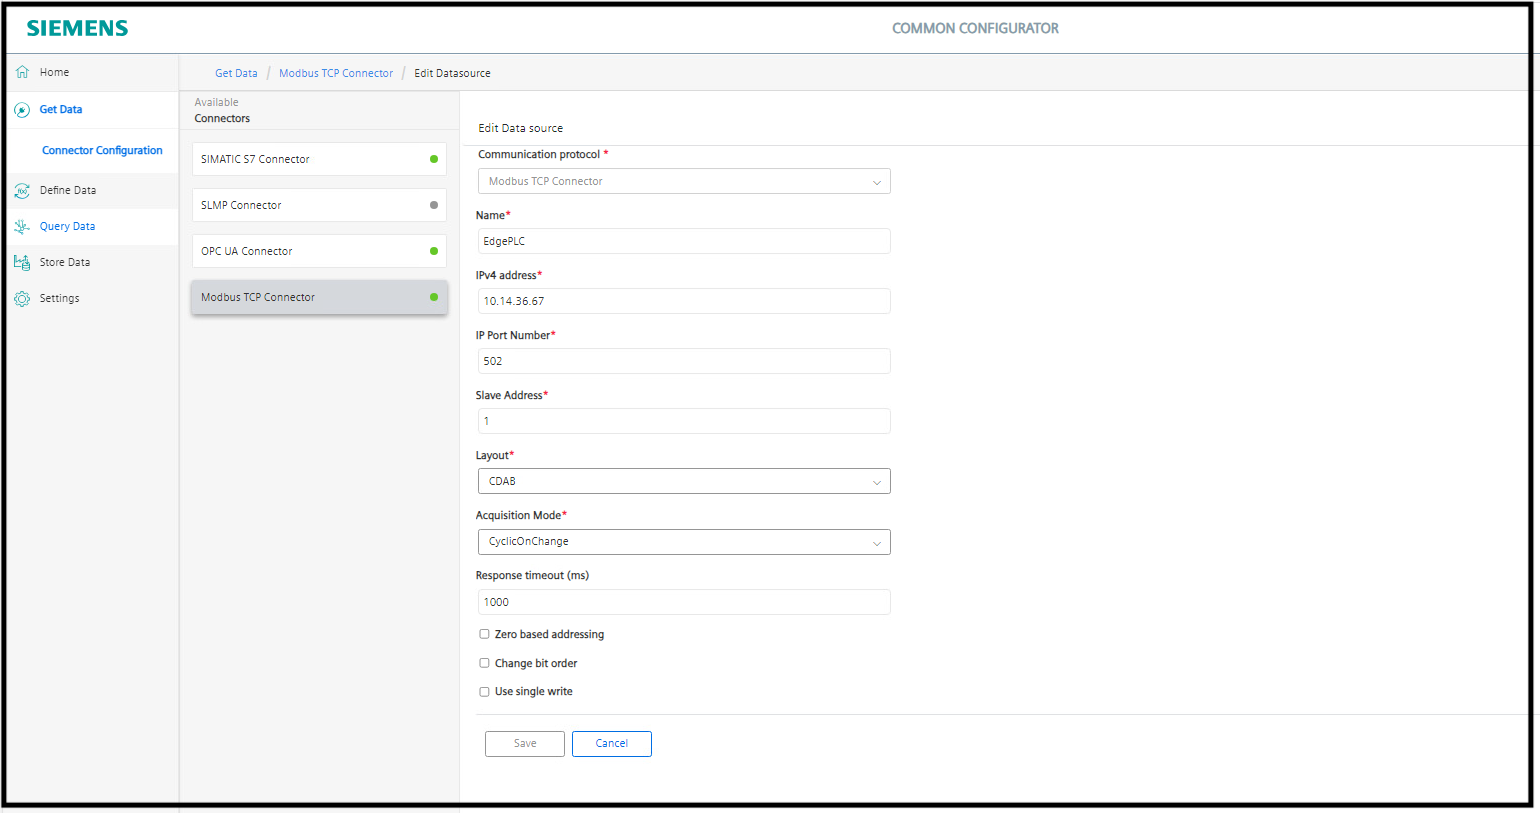 SIEMENS
COMMON CONFIGURATOR
Home
Get Data
Connector Configuration
Define Data
Query Data
Store Data
Settings
Get Data / Modbus TCP Connector / Edit Datasource
Available
Connectors
SIMATIC S7 Connector
SLMP Connector
OPC UA Connector
Modbus TCP Connector
Edit Data source
Communication protocol *
Modbus TCP Connector
Name*
EdgePLC
IPv4 address*
10.14.36.67
IP Port Number*
502
Slave Address*
1
Layout*
CDAB
Acquisition Mode*
CyclicOnChange
Response timeout (ms)
1000
Zero based addressing
Change bit order
Use single write
Save Cancel